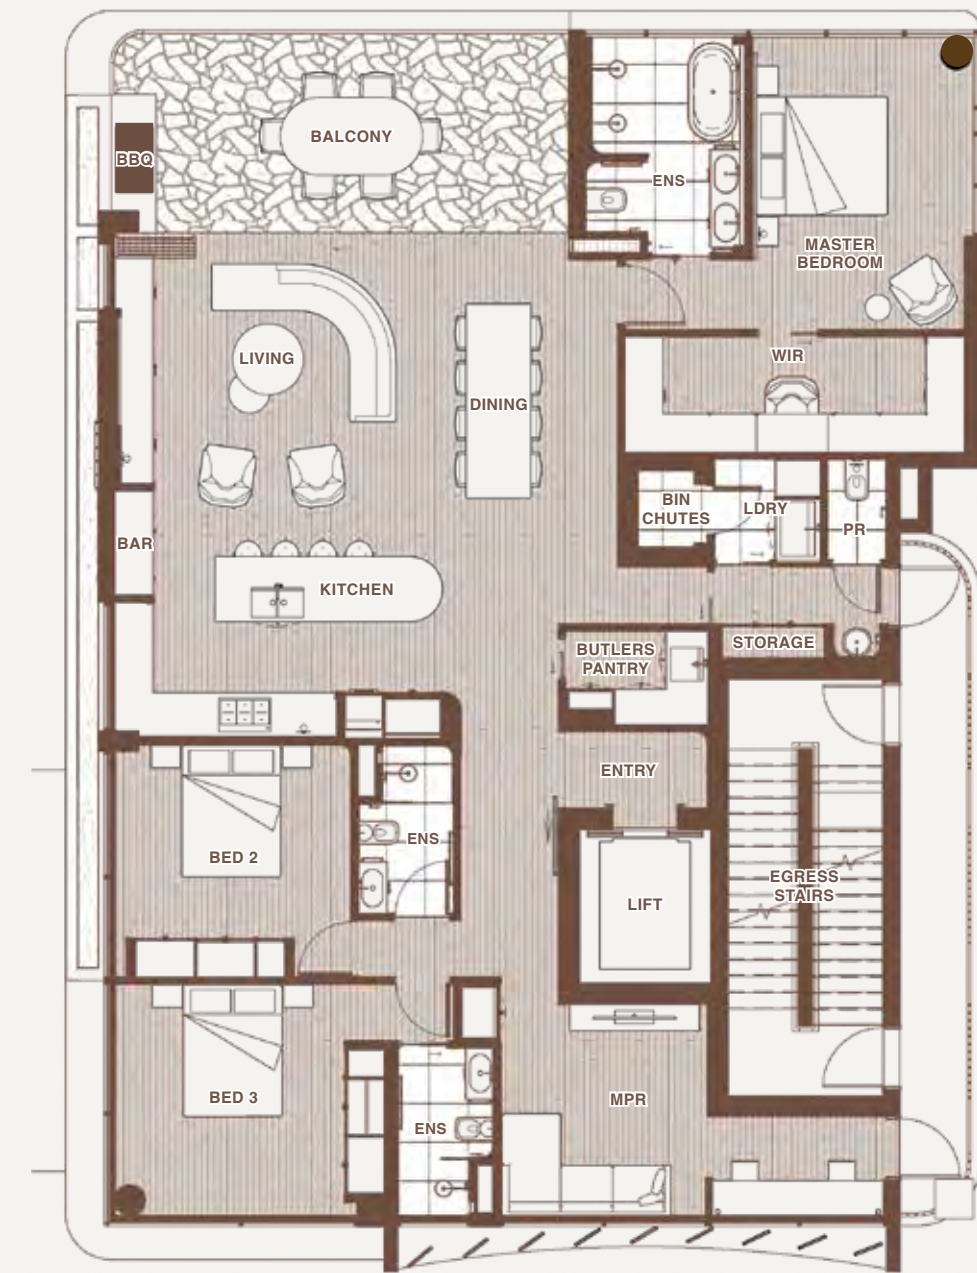 BALCONY
BBQ
ENS
MASTER
BEDROOM
LIVING
WIR
DINING
BIN
CHUTES
LDRY
PR
BAR
KITCHEN
BUTLERS
PANTRY
STORAGE
ENTRY
ENS
BED 2
EGRESS
STAIRS
LIFT
BED 3
MPR
ENS